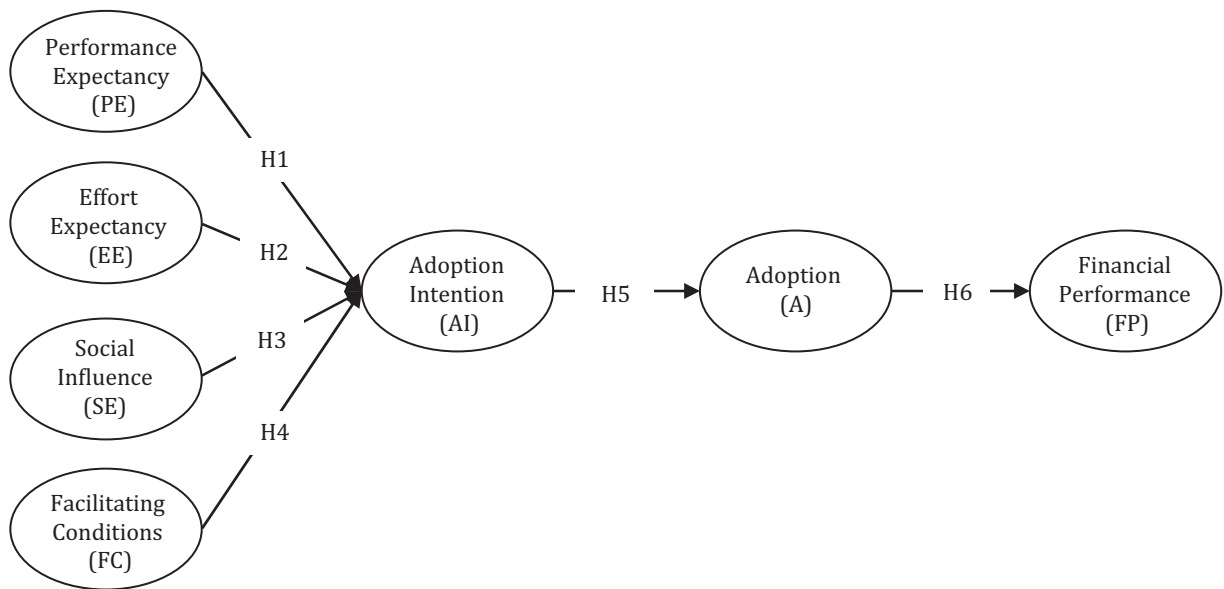 Performance
Expectancy
(PE)
H1
Effort
Expectancy
(EE)
H2
Social
Influence
(SE)
H3
Facilitating
Conditions
(FC)
H4
Adoption
Intention
(AI)
H5
Adoption
(A)
H6
Financial
Performance
(FP)